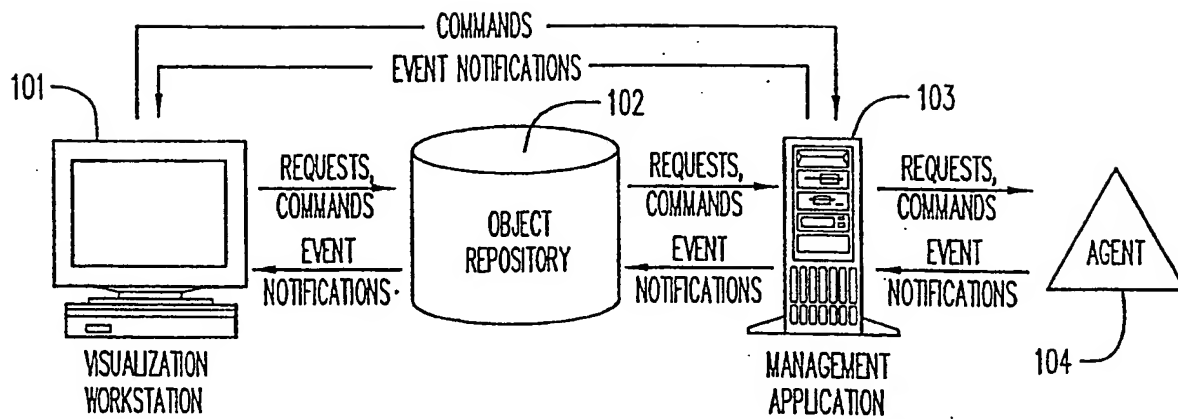 COMMANDS
EVENT NOTIFICATIONS
101
102
103
REQUESTS,
COMMANDS
EVENT
NOTIFICATIONS
OBJECT
REPOSITORY
REQUESTS,
COMMANDS
EVENT
NOTIFICATIONS
REQUESTS,
COMMANDS
EVENT
NOTIFICATIONS
AGENT
104
VISUALIZATION
WORKSTATION
MANAGEMENT
APPLICATION